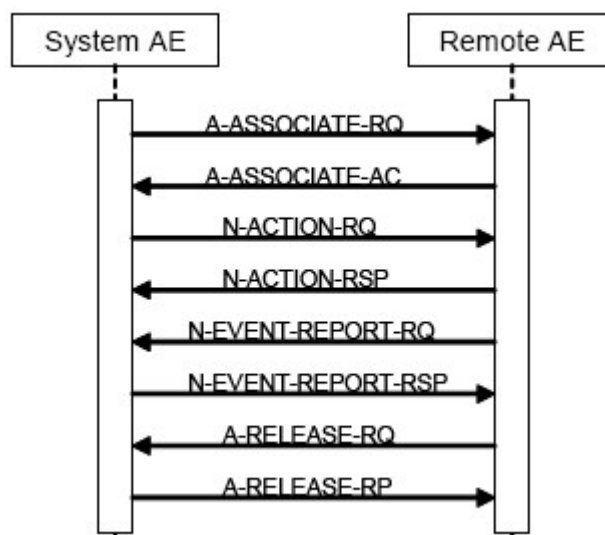 System AE
Remote AE
A-ASSOCIATE-RQ
A-ASSOCIATE-AC
N-ACTION-RQ
N-ACTION-RSP
N-EVENT-REPORT-RQ
N-EVENT-REPORT-RSP
A-RELEASE-RQ
A-RELEASE-RP